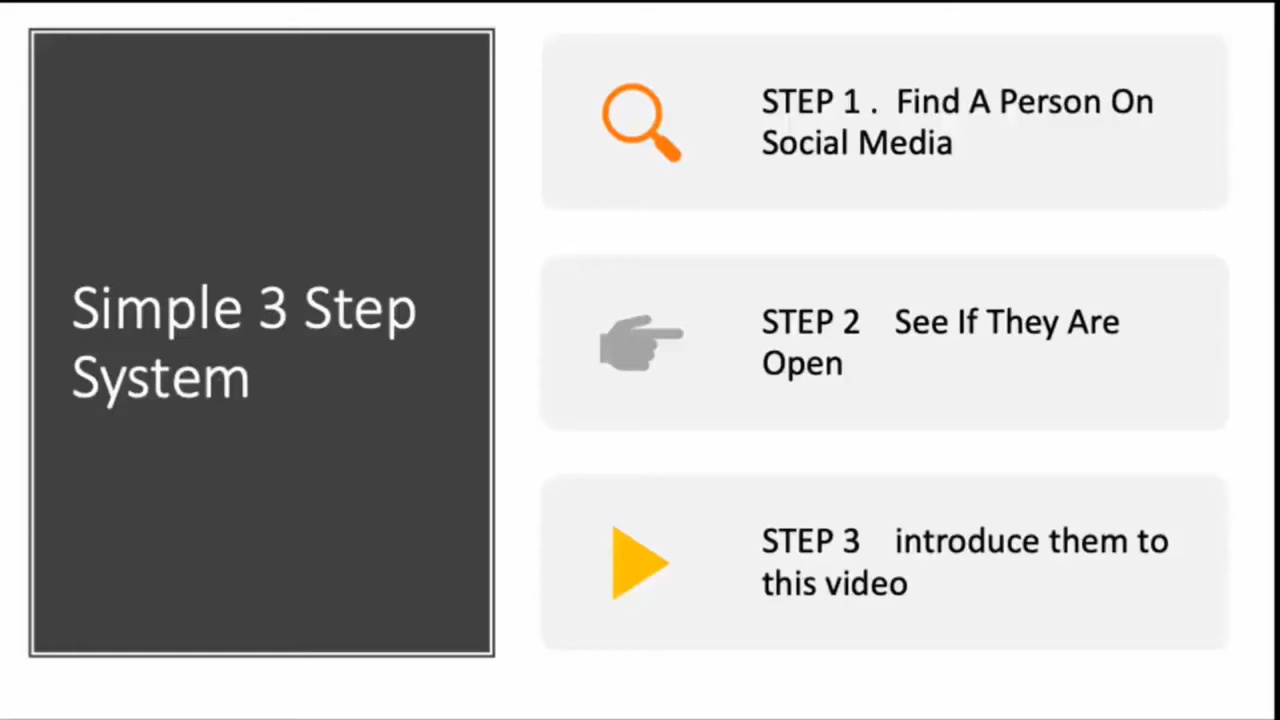 Simple 3 Step
System
STEP 1 .  Find A Person On
Social Media
STEP 2    See If They Are
Open
STEP 3    introduce them to
this video